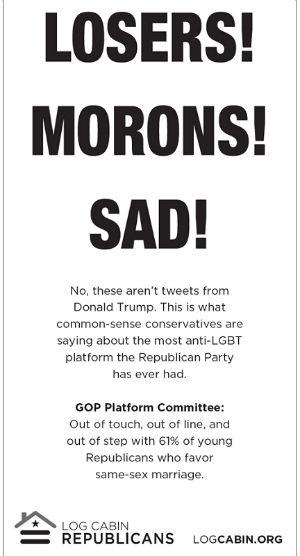 LOSERS!
MORONS!
SAD!
No, these aren't tweets from
Donald Trump. This is what
common-sense conservatives are
saying about the most anti-LGBT
platform the Republican Party
has ever had.
GOP Platform Committee:
Out of touch, out of line, and
out of step with 61% of young
Republicans who favor
same-sex marriage.
LOG CABIN
REPUBLICANS
LOGCABIN.ORG